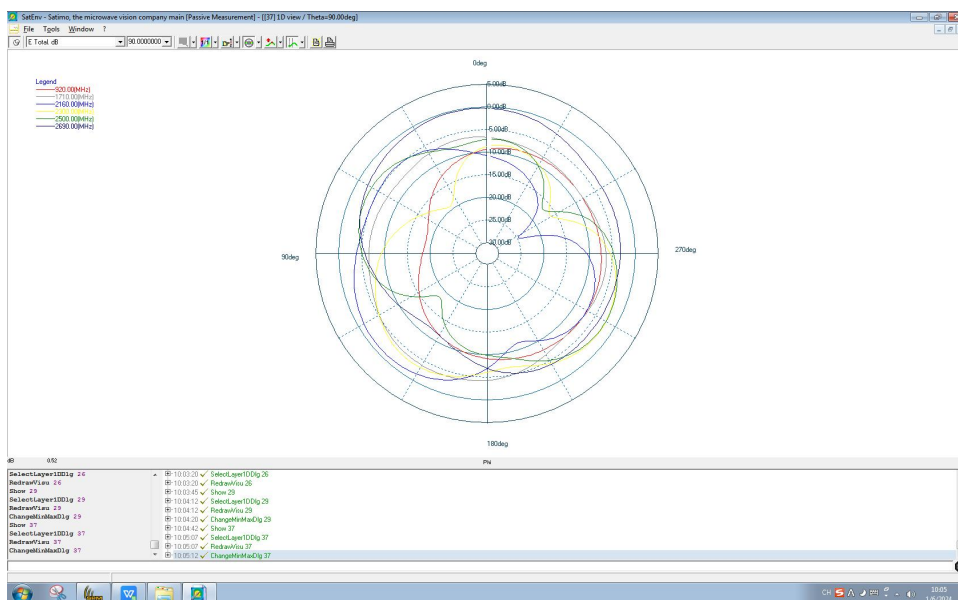 SatEnv - Satimo, the microwave vision company main [Passive Measurement] - [[37] 1D view / Theta=90.00deg]
File Tools Window ?
E Total. dB 90.0000000
0deg
Legend
920.00(MHz)
1710.00(MHz)
2160.00(MHz)
2500.00(MHz)
2690.00(MHz)
5.00dB
0.00dB
-5.00dB
-10.00dB
-15.00dB
-20.00dB
-25.00dB
-30.00dB
90deg
270deg
180deg
dB 0.52 Phi
SelectLayer1DDlg 26
RedrawVisu 26
Show 29
SelectLayer1DDlg 29
RedrawVisu 29
ChangeMinMaxDlg 29
Show 37
SelectLayer1DDlg 37
RedrawVisu 37
ChangeMinMaxDlg 37
10:03:20 SelectLayer1DDlg 26
10:03:20 RedrawVisu 26
10:03:45 Show 29
10:04:12 SelectLayer1DDlg 29
10:04:12 RedrawVisu 29
10:04:20 ChangeMinMaxDlg 29
10:04:42 Show 37
10:05:07 SelectLayer1DDlg 37
10:05:07 RedrawVisu 37
10:05:12 ChangeMinMaxDlg 37
CH 10:05
1/6/2024